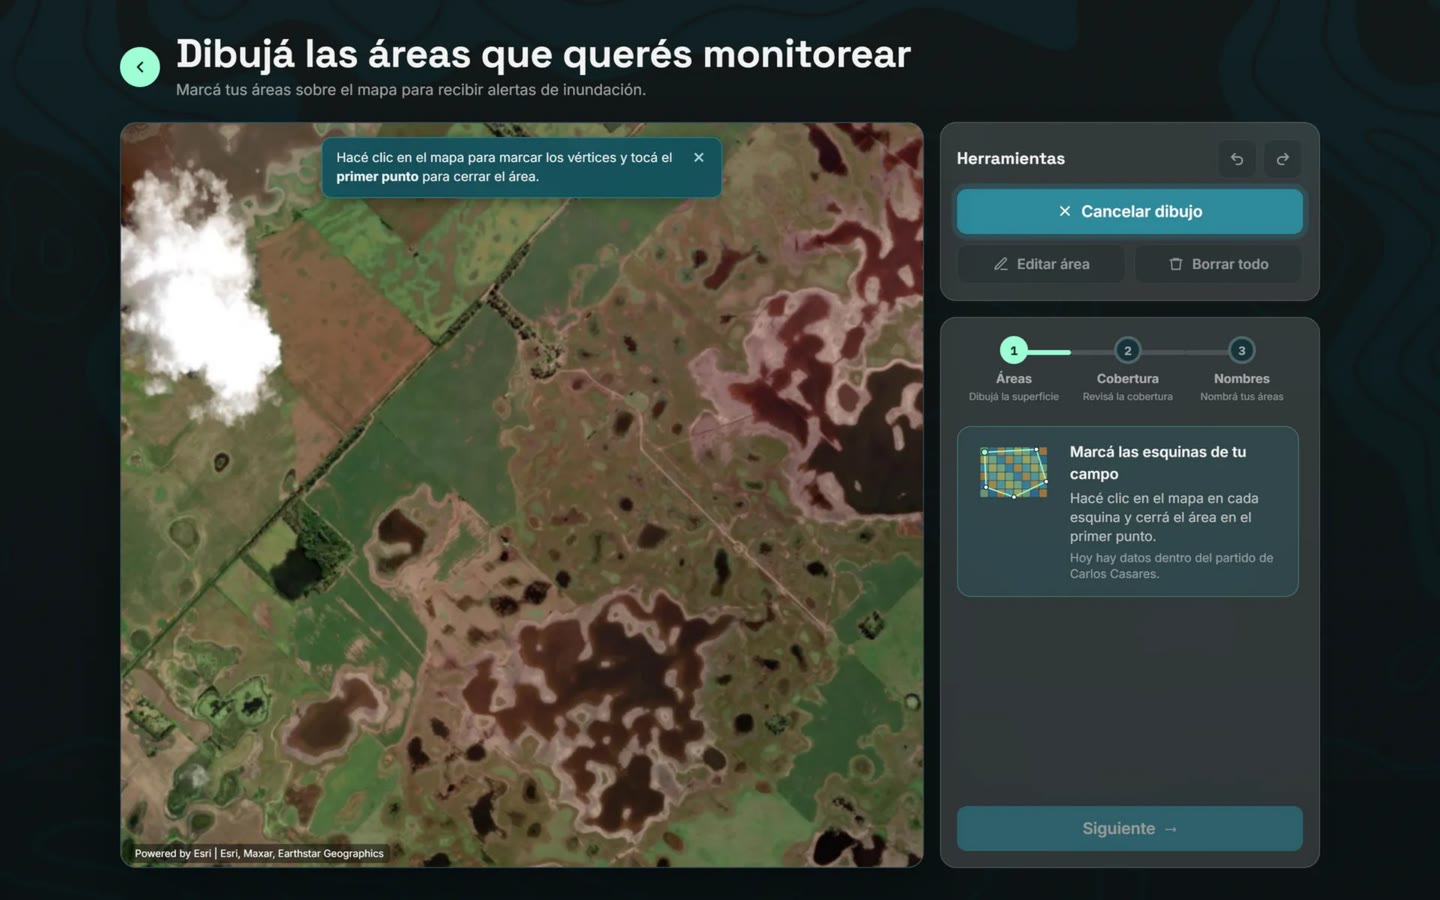 Dibujá las áreas que querés monitorear
Marcá tus áreas sobre el mapa para recibir alertas de inundación.
Hacé clic en el mapa para marcar los vértices y tocá el
primer punto para cerrar el área.
Powered by Esri | Esri, Maxar, Earthstar Geographics
Herramientas
Cancelar dibujo
Editar área
Borrar todo
1
2
3
Áreas
Cobertura
Nombres
Dibujá la superficie
Revisá la cobertura
Nombrá tus áreas
Marcá las esquinas de tu
campo
Hacé clic en el mapa en cada
esquina y cerrá el área en el
primer punto.
Hoy hay datos dentro del partido de
Carlos Casares.
Siguiente →